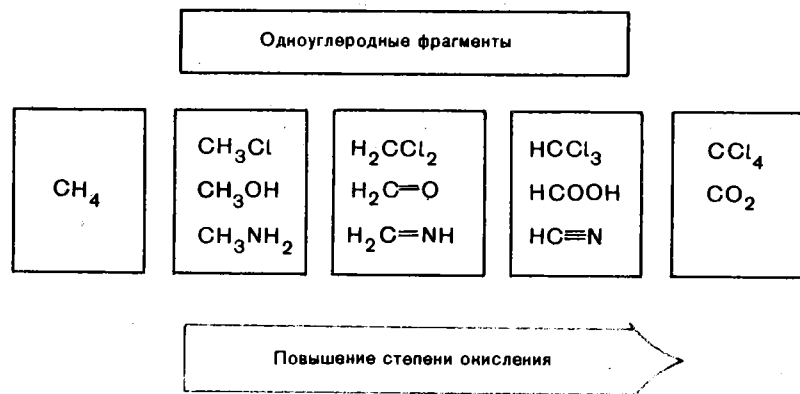 Одноуглеродные фрагменты
CH₄
CH₃Cl
CH₃OH
CH₃NH₂
H₂CCl₂
H₂C=O
H₂C=NH
HCCl₃
HCOOH
HC≡N
CCl₄
CO₂
Повышение степени окисления